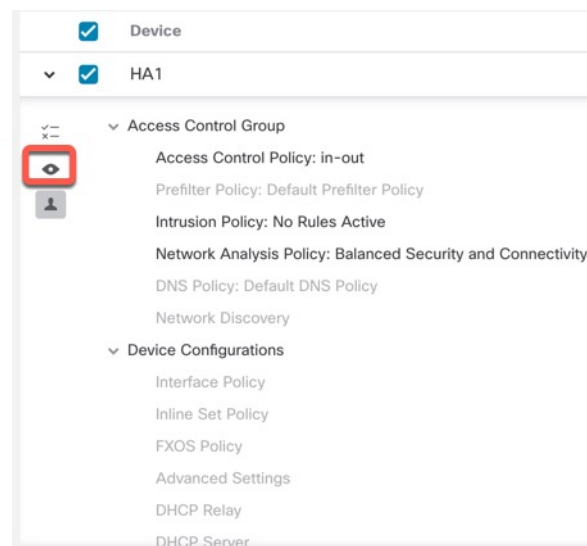 Device
HA1
Access Control Group
Access Control Policy: in-out
Prefilter Policy: Default Prefilter Policy
Intrusion Policy: No Rules Active
Network Analysis Policy: Balanced Security and Connectivity
DNS Policy: Default DNS Policy
Network Discovery
Device Configurations
Interface Policy
Inline Set Policy
FXOS Policy
Advanced Settings
DHCP Relay
DHCP Server